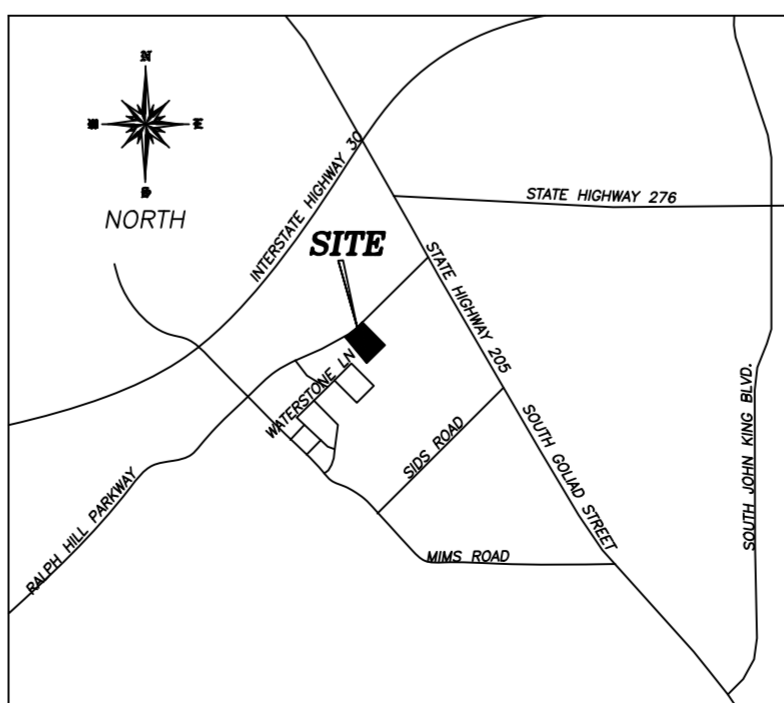 N
NORTH
INTERSTATE HIGHWAY 30
STATE HIGHWAY 276
SITE
STATE HIGHWAY 205
WATERSTONE LN
SIDS ROAD
SOUTH GOLIAD STREET
SOUTH JOHN KING BLVD.
RALPH HILL PARKWAY
MIMS ROAD